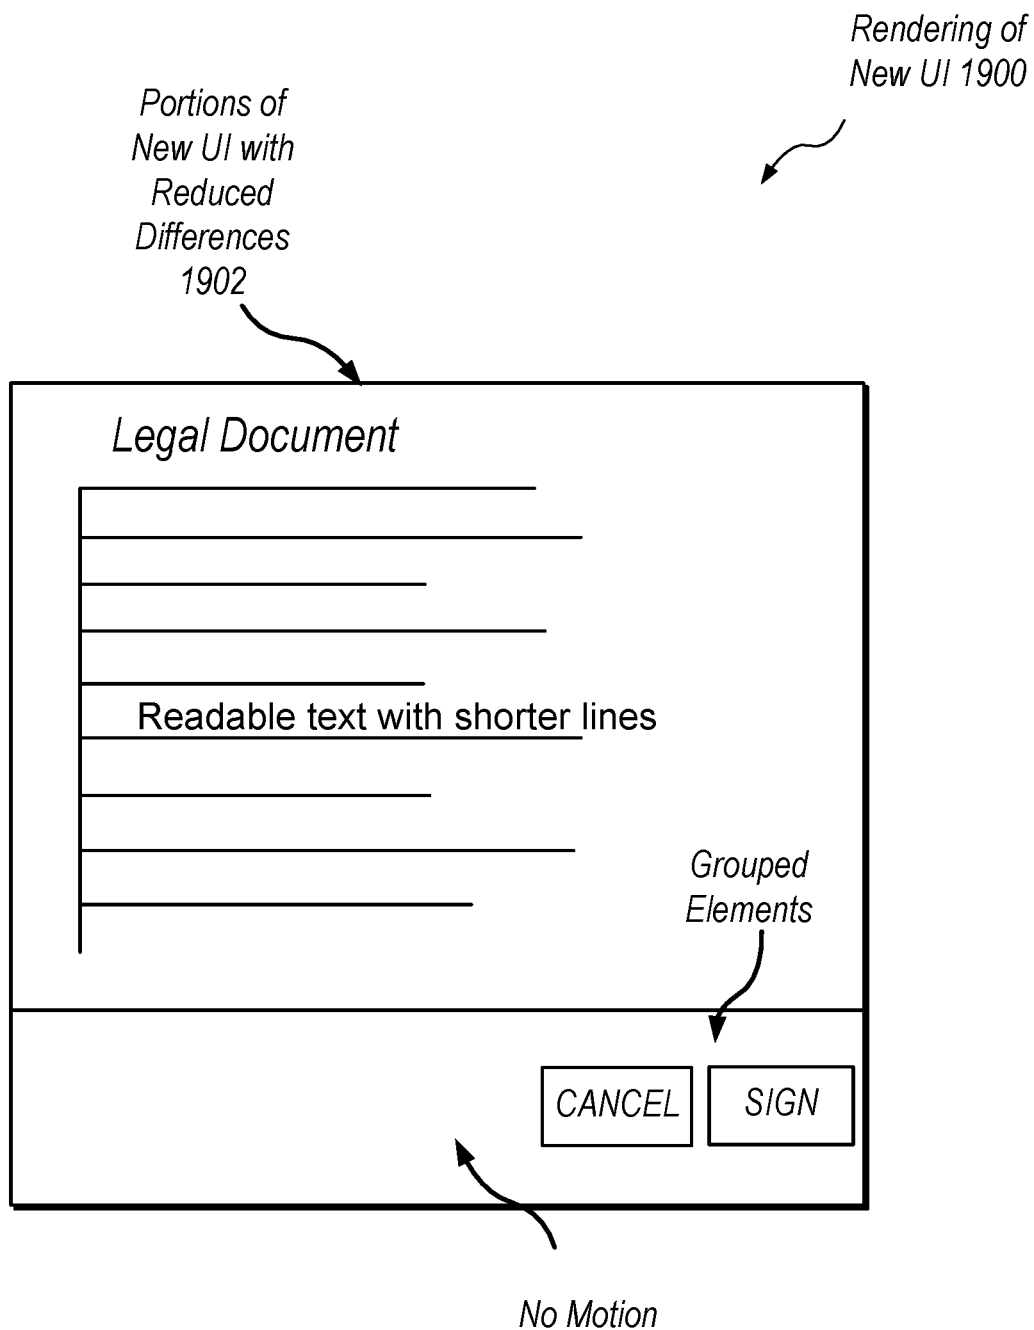 Rendering of
New UI 1900
Portions of
New UI with
Reduced
Differences
1902
Legal Document
Readable text with shorter lines
Grouped
Elements
CANCEL
SIGN
No Motion